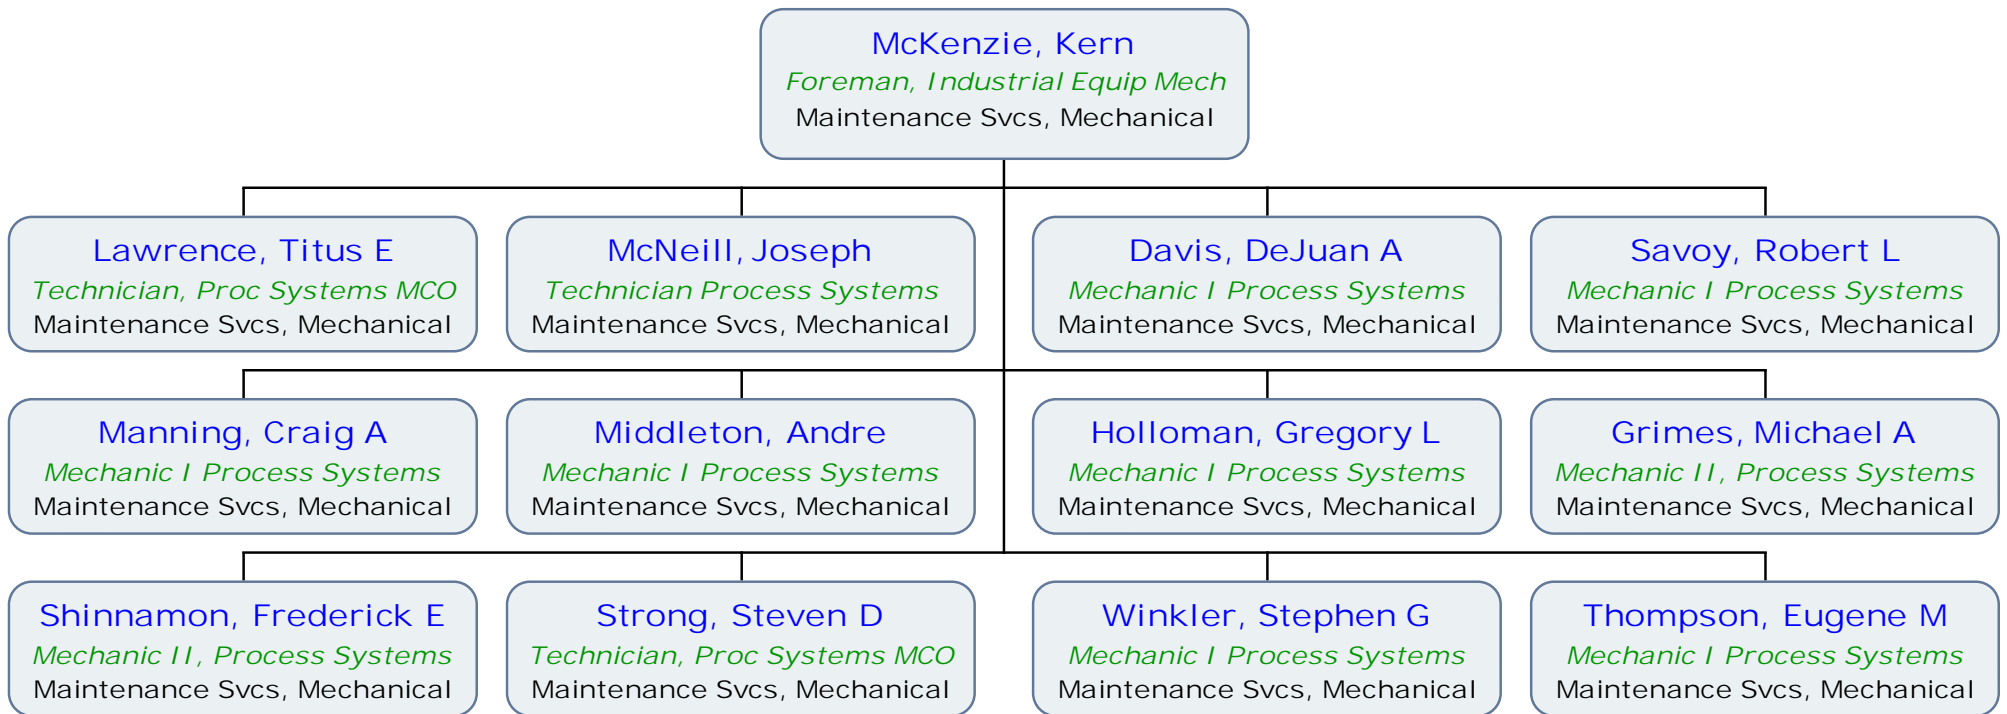 McKenzie, Kern
Foreman, Industrial Equip Mech
Maintenance Svcs, Mechanical
Lawrence, Titus E
Technician, Proc Systems MCO
Maintenance Svcs, Mechanical
McNeill, Joseph
Technician Process Systems
Maintenance Svcs, Mechanical
Davis, DeJuan A
Mechanic I Process Systems
Maintenance Svcs, Mechanical
Savoy, Robert L
Mechanic I Process Systems
Maintenance Svcs, Mechanical
Manning, Craig A
Mechanic I Process Systems
Maintenance Svcs, Mechanical
Middleton, Andre
Mechanic I Process Systems
Maintenance Svcs, Mechanical
Holloman, Gregory L
Mechanic I Process Systems
Maintenance Svcs, Mechanical
Grimes, Michael A
Mechanic II, Process Systems
Maintenance Svcs, Mechanical
Shinnamon, Frederick E
Mechanic II, Process Systems
Maintenance Svcs, Mechanical
Strong, Steven D
Technician, Proc Systems MCO
Maintenance Svcs, Mechanical
Winkler, Stephen G
Mechanic I Process Systems
Maintenance Svcs, Mechanical
Thompson, Eugene M
Mechanic I Process Systems
Maintenance Svcs, Mechanical